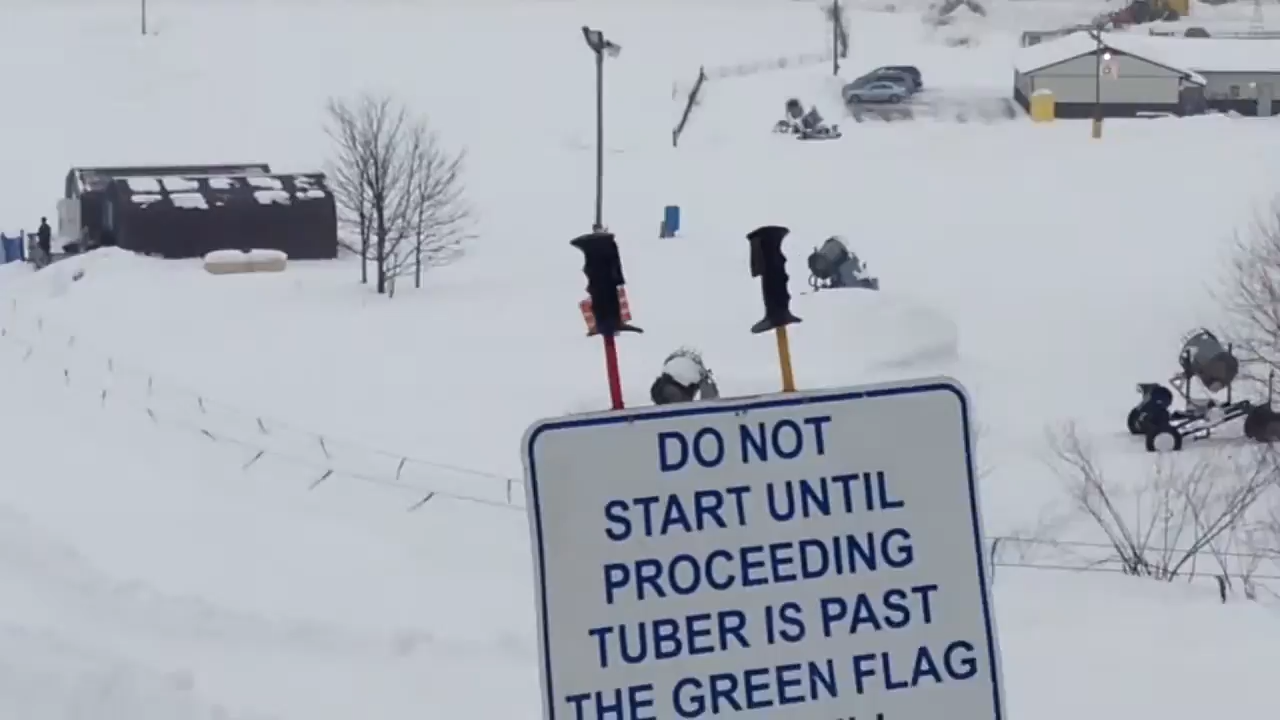 DO NOT
START UNTIL
PROCEEDING
TUBER IS PAST
THE GREEN FLAG